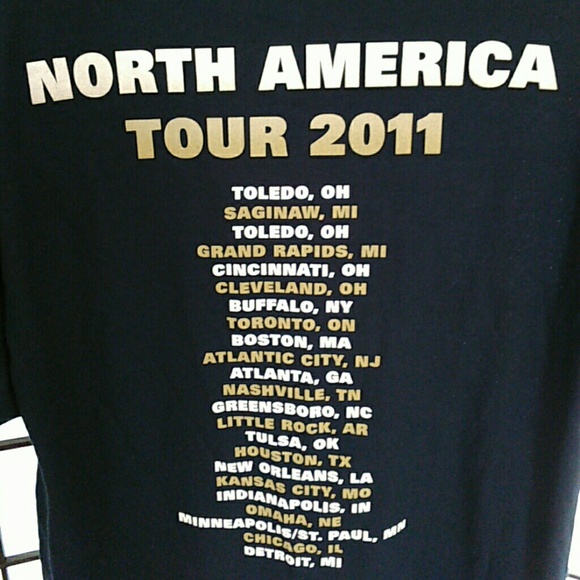 NORTH AMERICA
TOUR 2011
TOLEDO, OH
SAGINAW, MI
TOLEDO, OH
GRAND RAPIDS, MI
CINCINNATI, OH
CLEVELAND, OH
BUFFALO, NY
TORONTO, ON
BOSTON, MA
ATLANTIC CITY, NJ
ATLANTA, GA
NASHVILLE, TN
GREENSBORO, NC
LITTLE ROCK, AR
TULSA, OK
HOUSTON, TX
NEW ORLEANS, LA
KANSAS CITY, MO
INDIANAPOLIS, IN
OMAHA, NE
MINNEAPOLIS/ST. PAUL, MN
CHICAGO, IL
DETROIT, MI